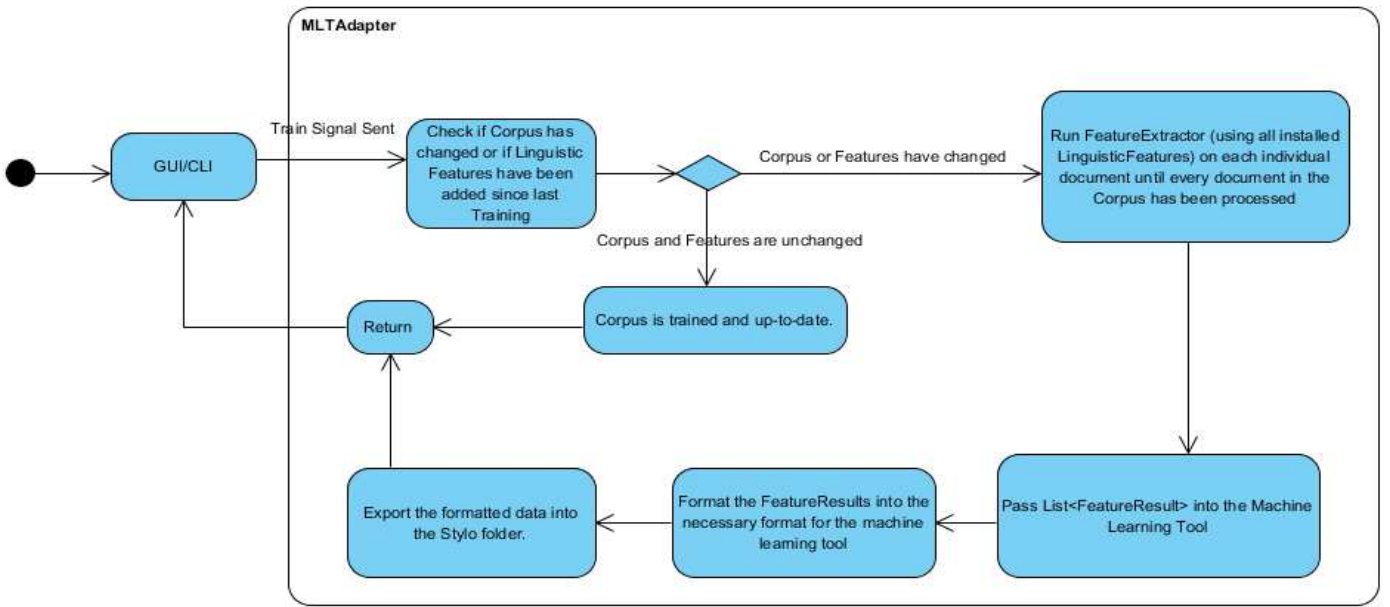 MLTAdapter
Train Signal Sent
GUI/CLI
Check if Corpus has
changed or if Linguistic
Features have been
added since last
Training
Corpus or Features have changed
Run FeatureExtractor (using all installed
LinguisticFeatures) on each individual
document until every document in the
Corpus has been processed
Corpus and Features are unchanged
Return
Corpus is trained and up-to-date.
Export the formatted data into
the Stylo folder.
Format the FeatureResults into the
necessary format for the machine
learning tool
Pass List<FeatureResult> into the Machine
Learning Tool